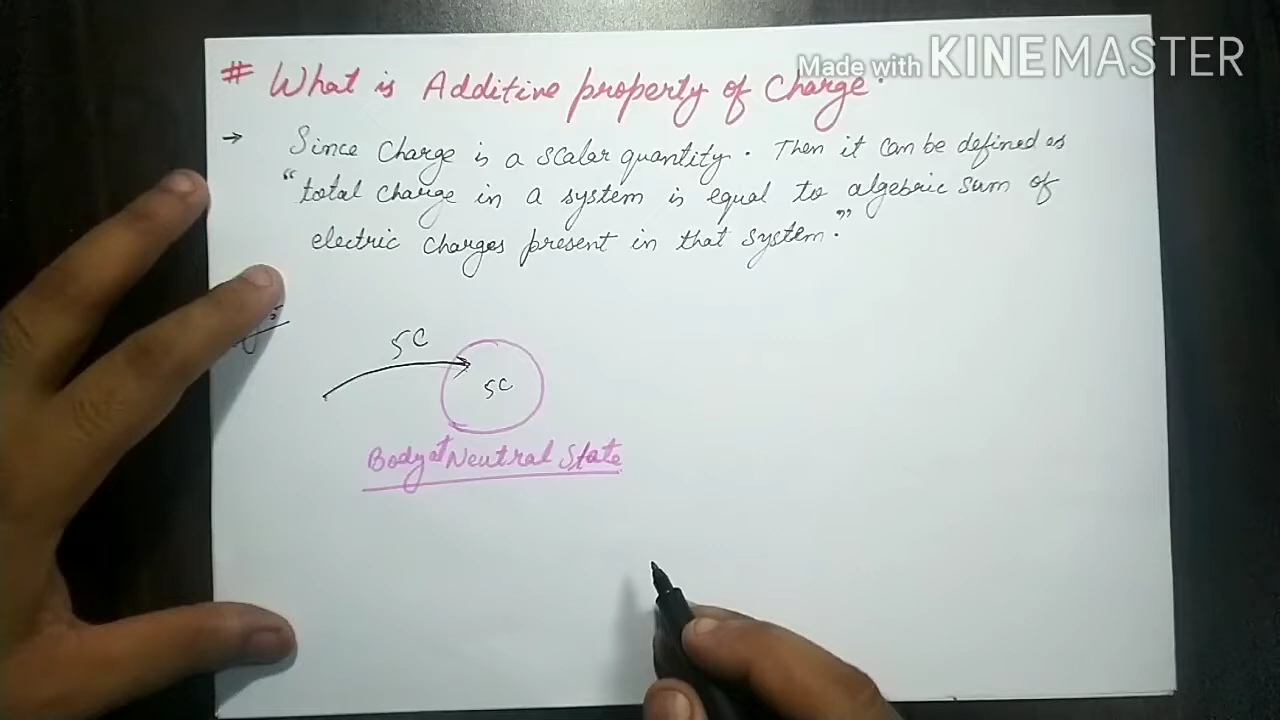 Made with KINEMASTER
# What is Additive property of Charge.
→ Since Charge is a scalar quantity. Then it can be defined as
"total charge in a system is equal to algebric sum of
electric charges present in that system."
5C
5C
Body at Neutral State